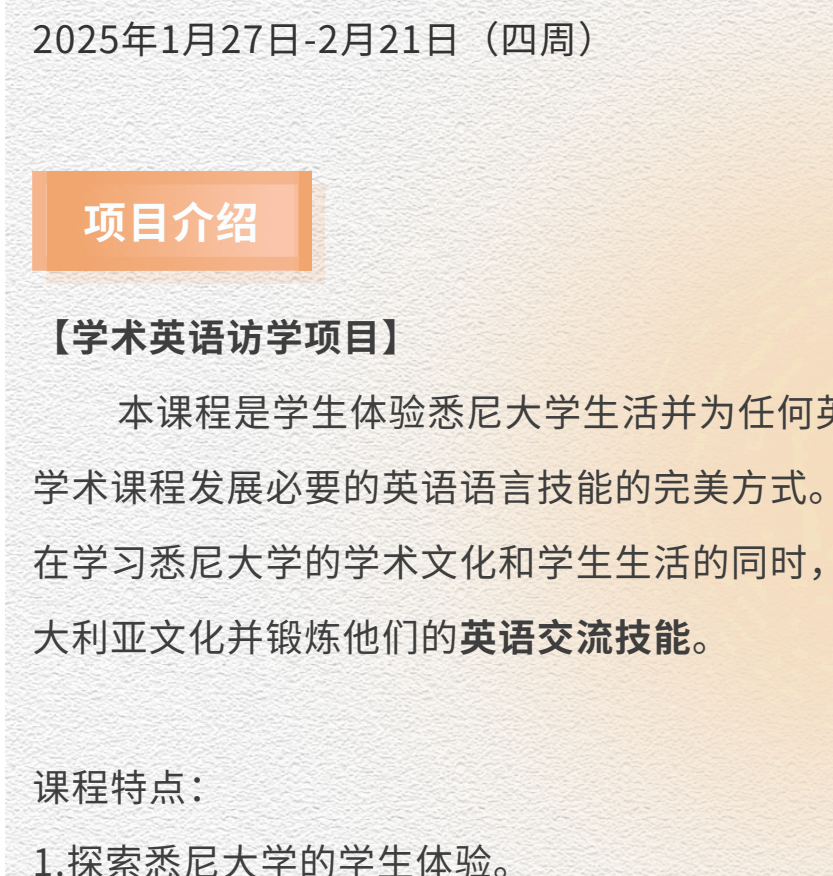 2025年1月27日-2月21日（四周）
项目介绍
【学术英语访学项目】
本课程是学生体验悉尼大学生活并为任何
学术课程发展必要的英语语言技能的完美方式。
在学习悉尼大学的学术文化和学生生活的同时，
大利亚文化并锻炼他们的英语交流技能。
课程特点：
1.探索悉尼大学的学生体验。